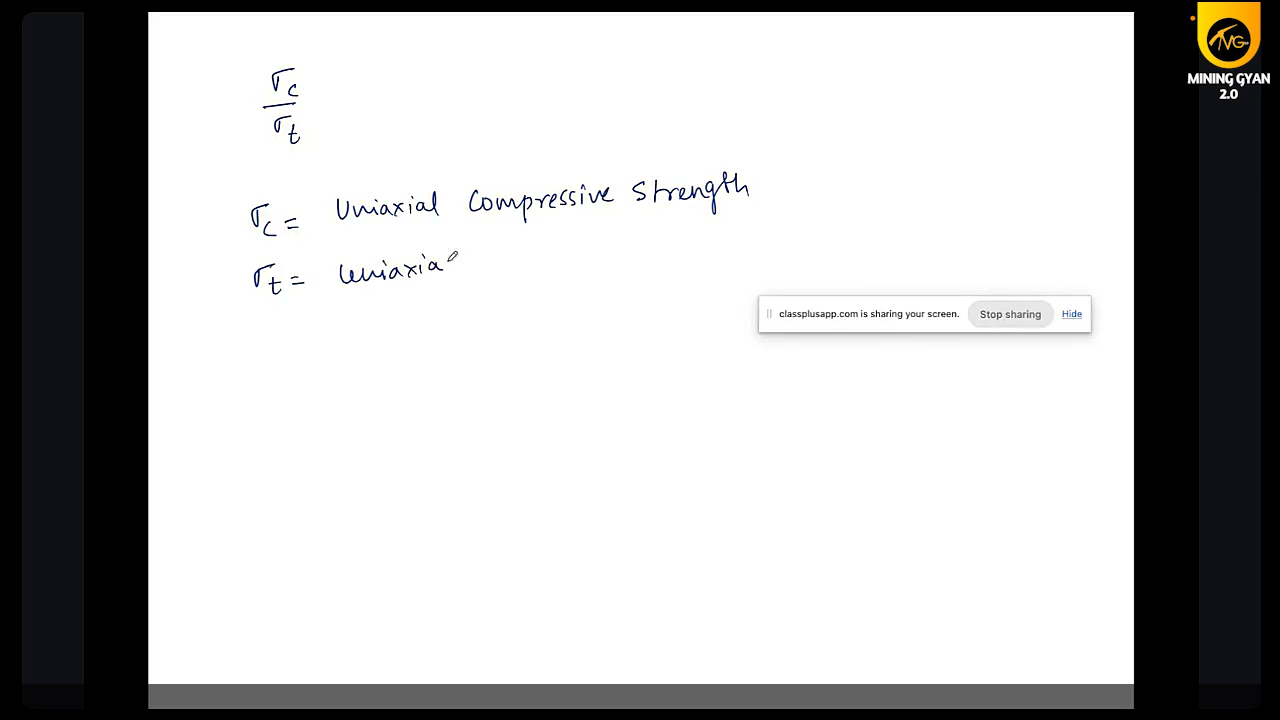 σc
σt
σc = Uniaxial Compressive Strength
σt = Uniaxia
classplusapp.com is sharing your screen. Stop sharing Hide
MG
MINING GYAN
2.0